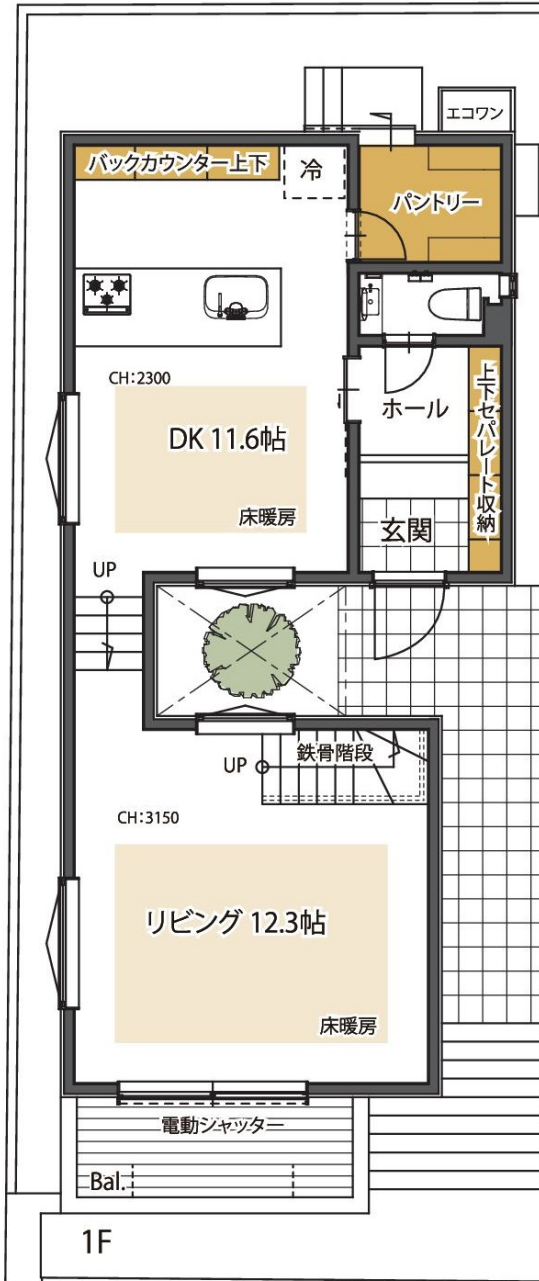 エコワン
バックカウンター上下
冷
パントリー
CH:2300
ホール
上下セパレート収納
DK 11.6帖
床暖房
玄関
UP
鉄骨階段
UP
CH:3150
リビング 12.3帖
床暖房
電動シャッター
Bal.
1F